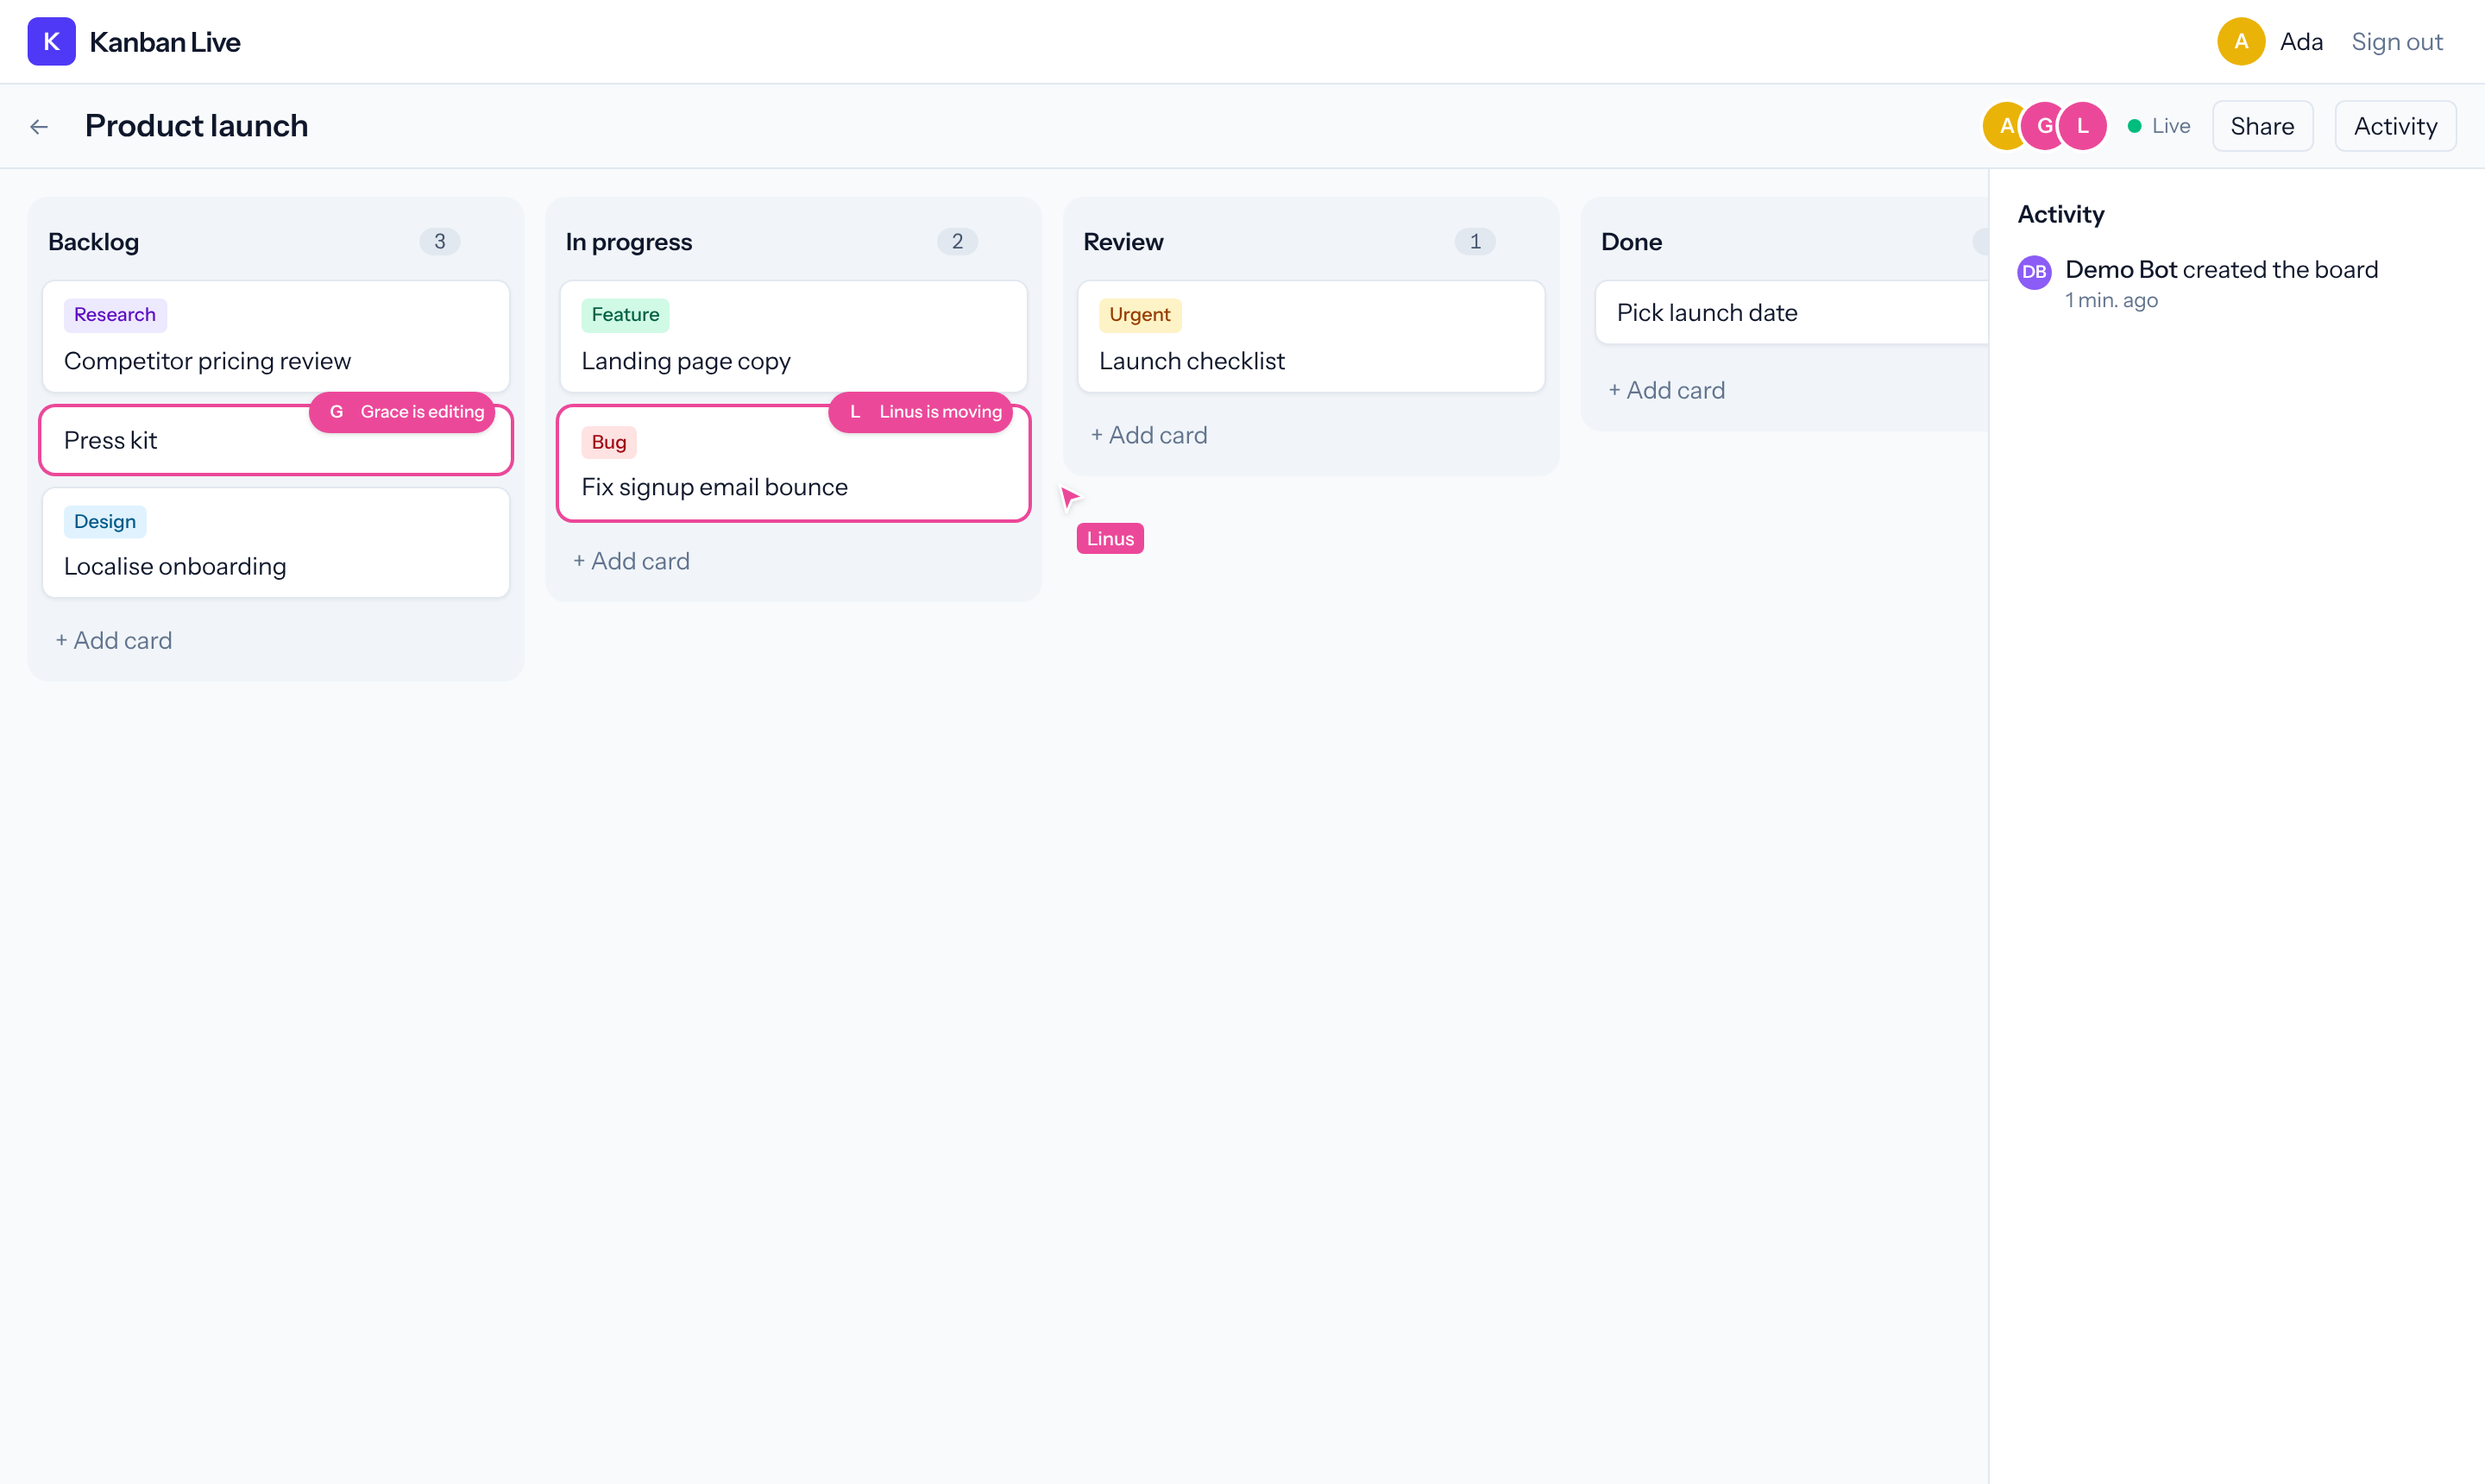 K Kanban Live
A Ada Sign out
← Product launch
A G L Live Share Activity
Backlog 3
Research
Competitor pricing review
G Grace is editing
Press kit
Design
Localise onboarding
+ Add card
In progress 2
Feature
Landing page copy
L Linus is moving
Bug
Fix signup email bounce
+ Add card
Review 1
Urgent
Launch checklist
+ Add card
Linus
Done
Pick launch date
+ Add card
Activity
DB Demo Bot created the board
1 min. ago